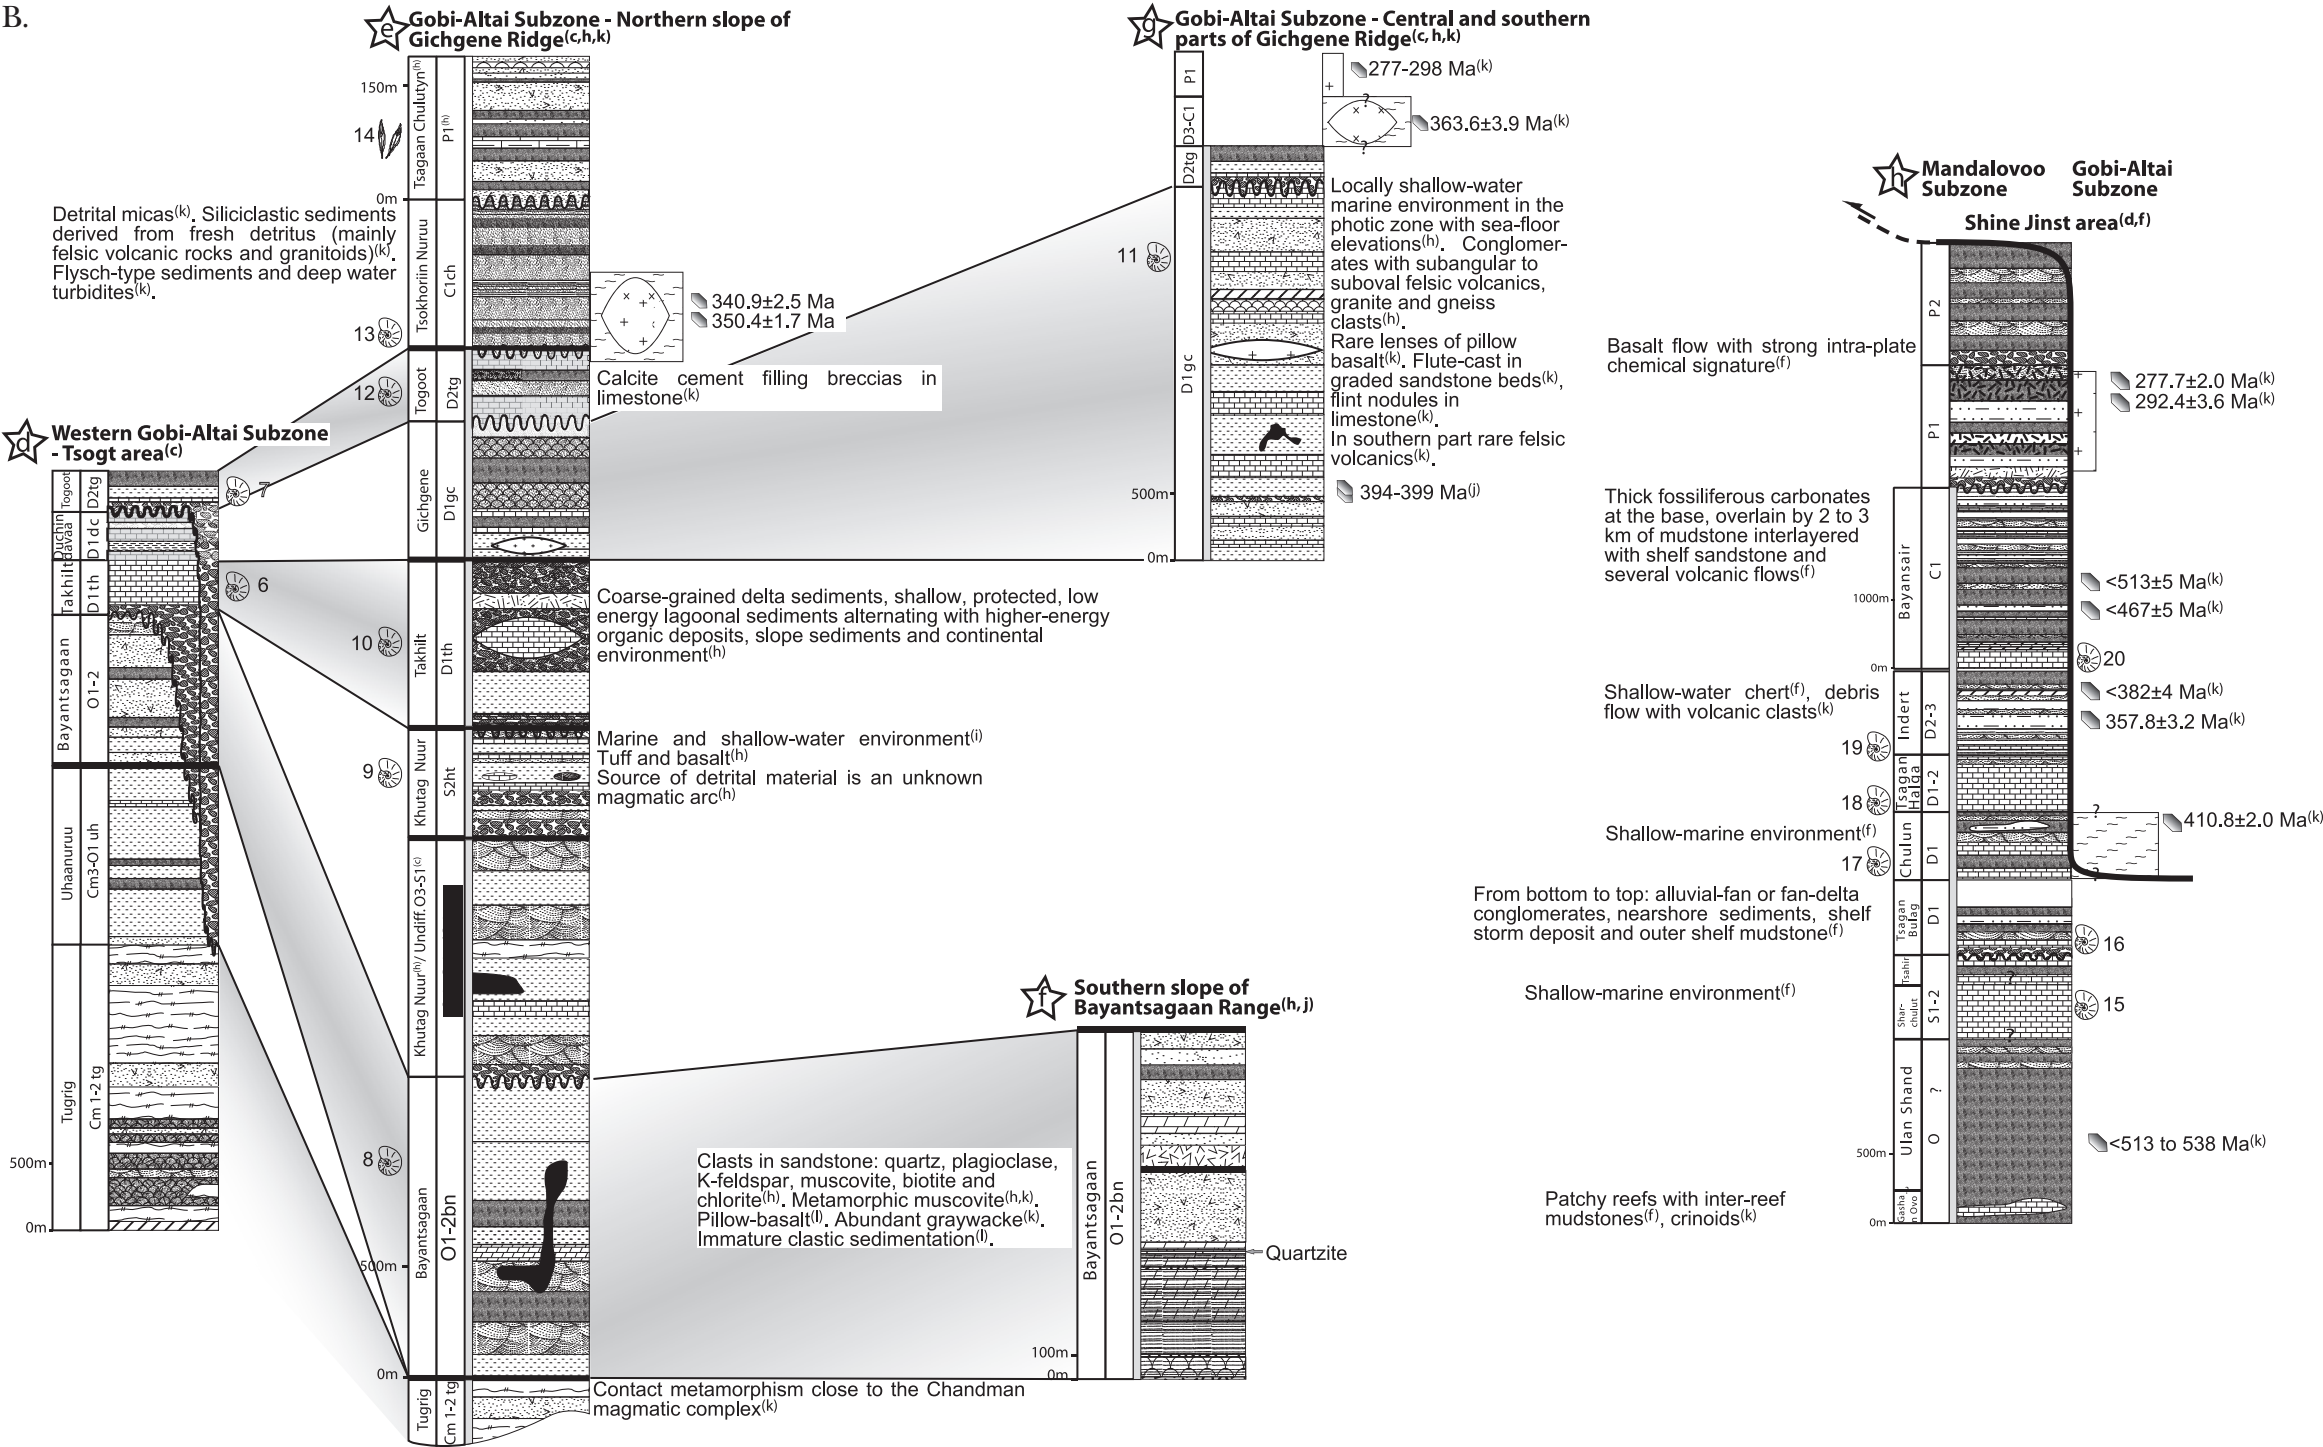 B.
e
Gobi-Altai Subzone - Northern slope of
Gichgene Ridge(c,h,k)
150m
14
0m
Tsagaan Chulutyn(h)
P1(h)
Detrital micas(k). Siliciclastic sediments
derived from fresh detritus (mainly
felsic volcanic rocks and granitoids)(k).
Flysch-type sediments and deep water
turbidites(k).
Tsokhoriin Nuruu
C1ch
13
340.9±2.5 Ma
350.4±1.7 Ma
12
Togoot
D2tg
Calcite cement filling breccias in
limestone(k)
Gichgene
D1gc
10
Takhilt
D1th
Coarse-grained delta sediments, shallow, protected, low
energy lagoonal sediments alternating with higher-energy
organic deposits, slope sediments and continental
environment(h)
9
Khutag Nuur
S2ht
Marine and shallow-water environment(i)
Tuff and basalt(h)
Source of detrital material is an unknown
magmatic arc(h)
Khutag Nuur(h)/ Undiff. O3-S1(c)
8
Bayantsagaan
O1-2bn
500m
0m
Tugrig
Cm 1-2 tg
Contact metamorphism close to the Chandman
magmatic complex(k)
d
Western Gobi-Altai Subzone
- Tsogt area(c)
Togoot
D2tg
7
Duchin
davaa
D1dc
Takhilt
D1th
6
Bayantsagaan
O1-2
Uhaanuruu
Cm3-O1 uh
Tugrig
Cm 1-2 tg
500m
0m
f
Southern slope of
Bayantsagaan Range(h,j)
Bayantsagaan
O1-2bn
Clasts in sandstone: quartz, plagioclase,
K-feldspar, muscovite, biotite and
chlorite(h). Metamorphic muscovite(h,k).
Pillow-basalt(l). Abundant graywacke(k).
Immature clastic sedimentation(l).
Quartzite
100m
0m
g
Gobi-Altai Subzone - Central and southern
parts of Gichgene Ridge(c,h,k)
P1
277-298 Ma(k)
D3-C1
?
363.6±3.9 Ma(k)
?
D2tg
11
D1gc
Locally shallow-water
marine environment in the
photic zone with sea-floor
elevations(h). Conglomer-
ates with subangular to
suboval felsic volcanics,
granite and gneiss
clasts(h).
Rare lenses of pillow
basalt(k). Flute-cast in
graded sandstone beds(k),
flint nodules in
limestone(k).
In southern part rare felsic
volcanics(k).
394-399 Ma(j)
500m
0m
h
Mandalovoo
Subzone
Gobi-Altai
Subzone
Shine Jinst area(d,f)
P2
Basalt flow with strong intra-plate
chemical signature(f)
P1
277.7±2.0 Ma(k)
292.4±3.6 Ma(k)
Thick fossiliferous carbonates
at the base, overlain by 2 to 3
km of mudstone interlayered
with shelf sandstone and
several volcanic flows(f)
Bayansair
C1
1000m
0m
<513±5 Ma(k)
<467±5 Ma(k)
20
Shallow-water chert(f), debris
flow with volcanic clasts(k)
Indert
D2-3
<382±4 Ma(k)
357.8±3.2 Ma(k)
19
Tsagan
Halga
D1-2
18
?
410.8±2.0 Ma(k)
?
Shallow-marine environment(f)
Chulun
D1
17
From bottom to top: alluvial-fan or fan-delta
conglomerates, nearshore sediments, shelf
storm deposit and outer shelf mudstone(f)
Tsagan
Bulag
D1
16
Tsahir
?
Shallow-marine environment(f)
Shar-
chulut
S1-2
15
?
Ulan Shand
O ?
500m
<513 to 538 Ma(k)
Patchy reefs with inter-reef
mudstones(f), crinoids(k)
Gasha
n Ovo
0m